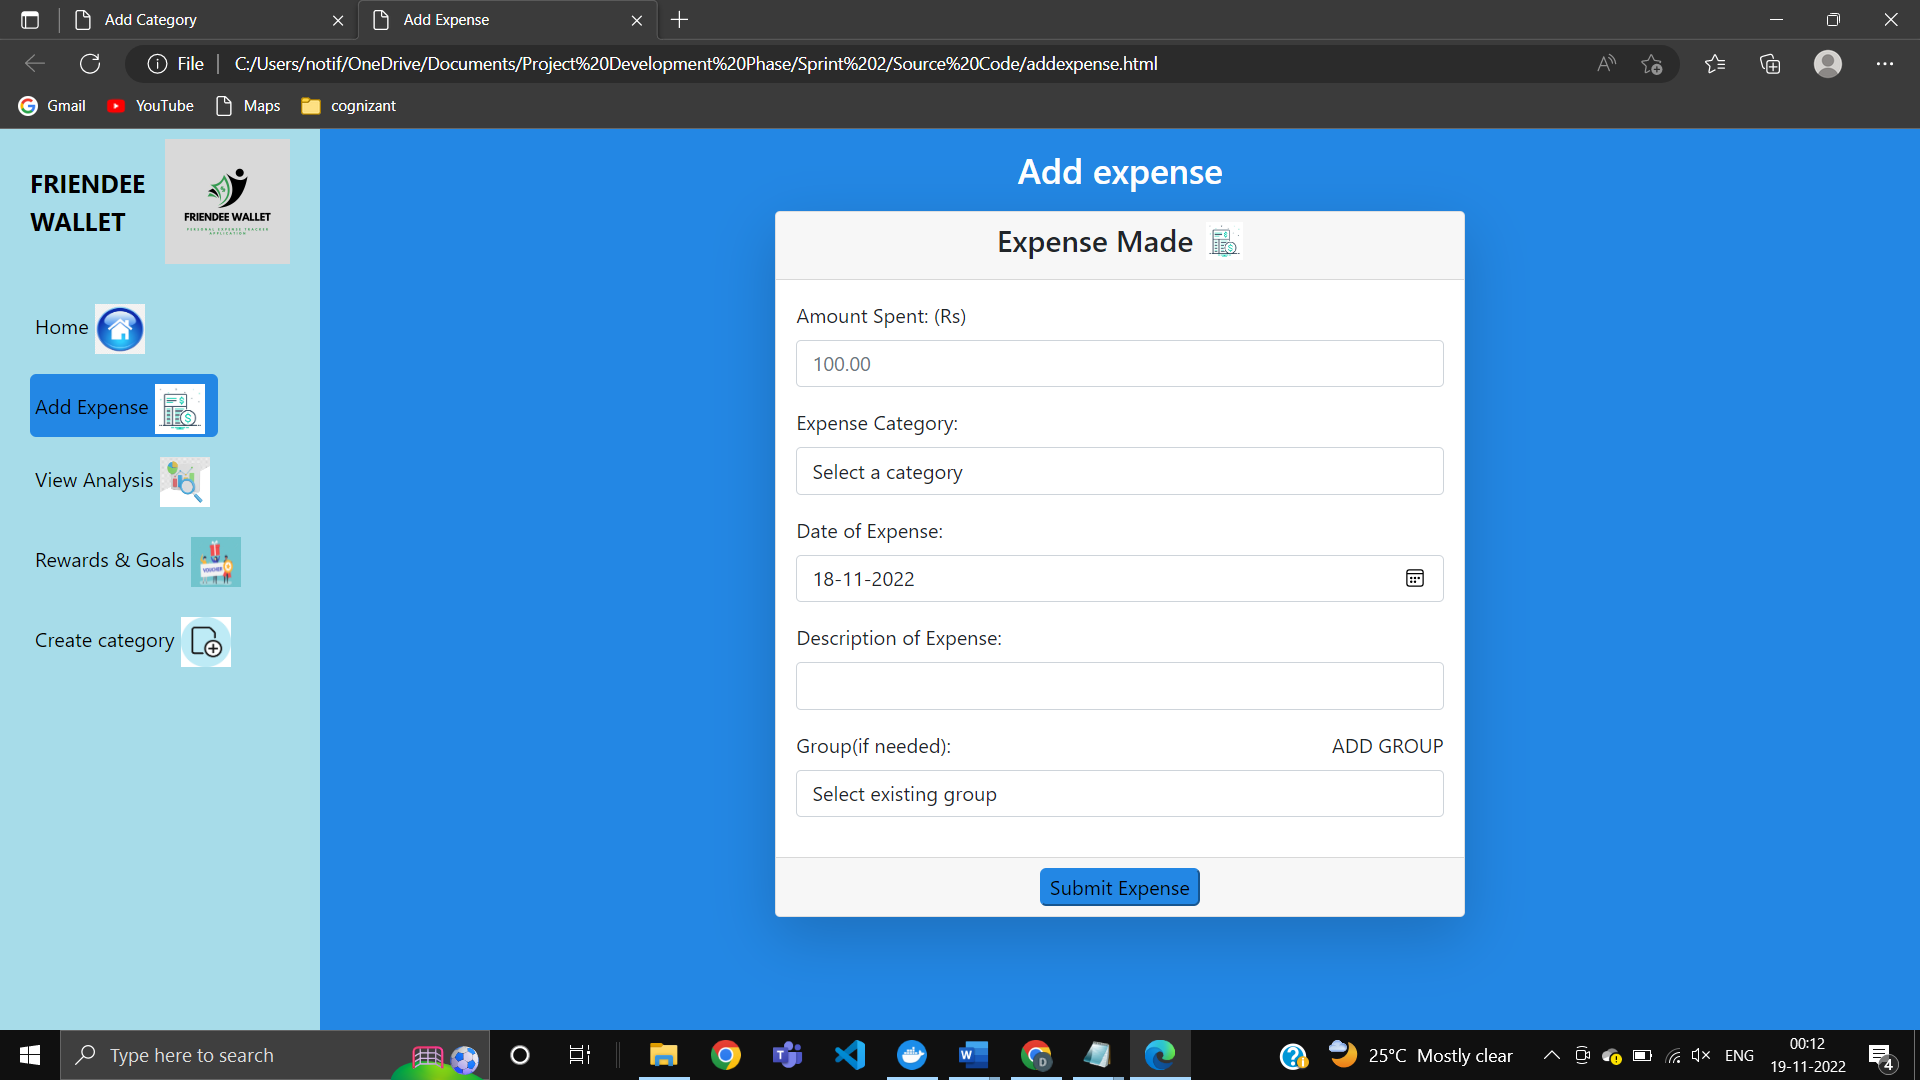 Add Category
Add Expense
File
C:/Users/notif/OneDrive/Documents/Project%20Development%20Phase/Sprint%202/Source%20Code/addexpense.html
Gmail
YouTube
Maps
cognizant
FRIENDEE
WALLET
FRIENDEE WALLET
PERSONAL EXPENSE TRACKER
APPLICATION
Home
Add Expense
View Analysis
Rewards & Goals
VOUCHER
Create category
Add expense
Expense Made
Amount Spent: (Rs)
100.00
Expense Category:
Select a category
Date of Expense:
18-11-2022
Description of Expense:
Group(if needed):
ADD GROUP
Select existing group
Submit Expense
Type here to search
25°C Mostly clear
ENG
00:12
19-11-2022
4